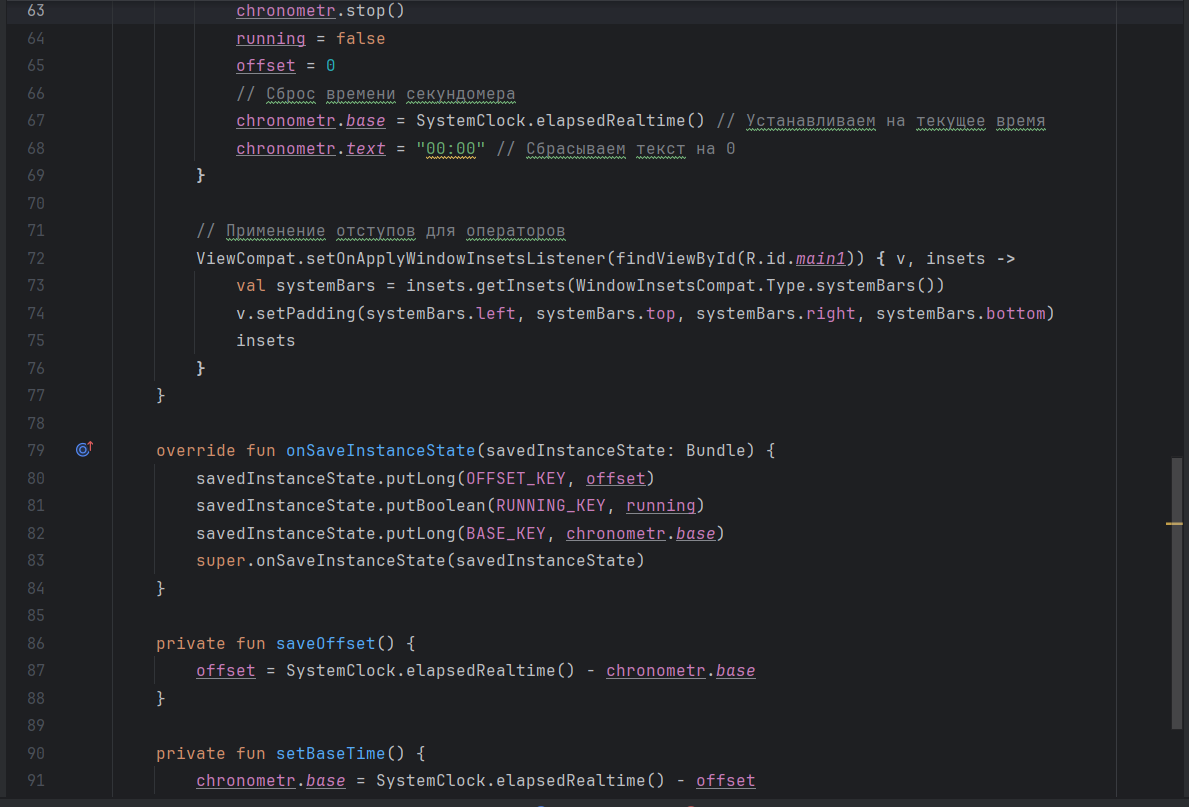 63 chronometr.stop()
64 running = false
65 offset = 0
66 // Сброс времени секундомера
67 chronometr.base = SystemClock.elapsedRealtime() // Устанавливаем на текущее время
68 chronometr.text = "00:00" // Сбрасываем текст на 0
69 }
70
71 // Применение отступов для операторов
72 ViewCompat.setOnApplyWindowInsetsListener(findViewById(R.id.main1)) { v, insets ->
73 val systemBars = insets.getInsets(WindowInsetsCompat.Type.systemBars())
74 v.setPadding(systemBars.left, systemBars.top, systemBars.right, systemBars.bottom)
75 insets
76 }
77 }
78
79 override fun onSaveInstanceState(savedInstanceState: Bundle) {
80 savedInstanceState.putLong(OFFSET_KEY, offset)
81 savedInstanceState.putBoolean(RUNNING_KEY, running)
82 savedInstanceState.putLong(BASE_KEY, chronometr.base)
83 super.onSaveInstanceState(savedInstanceState)
84 }
85
86 private fun saveOffset() {
87 offset = SystemClock.elapsedRealtime() - chronometr.base
88 }
89
90 private fun setBaseTime() {
91 chronometr.base = SystemClock.elapsedRealtime() - offset